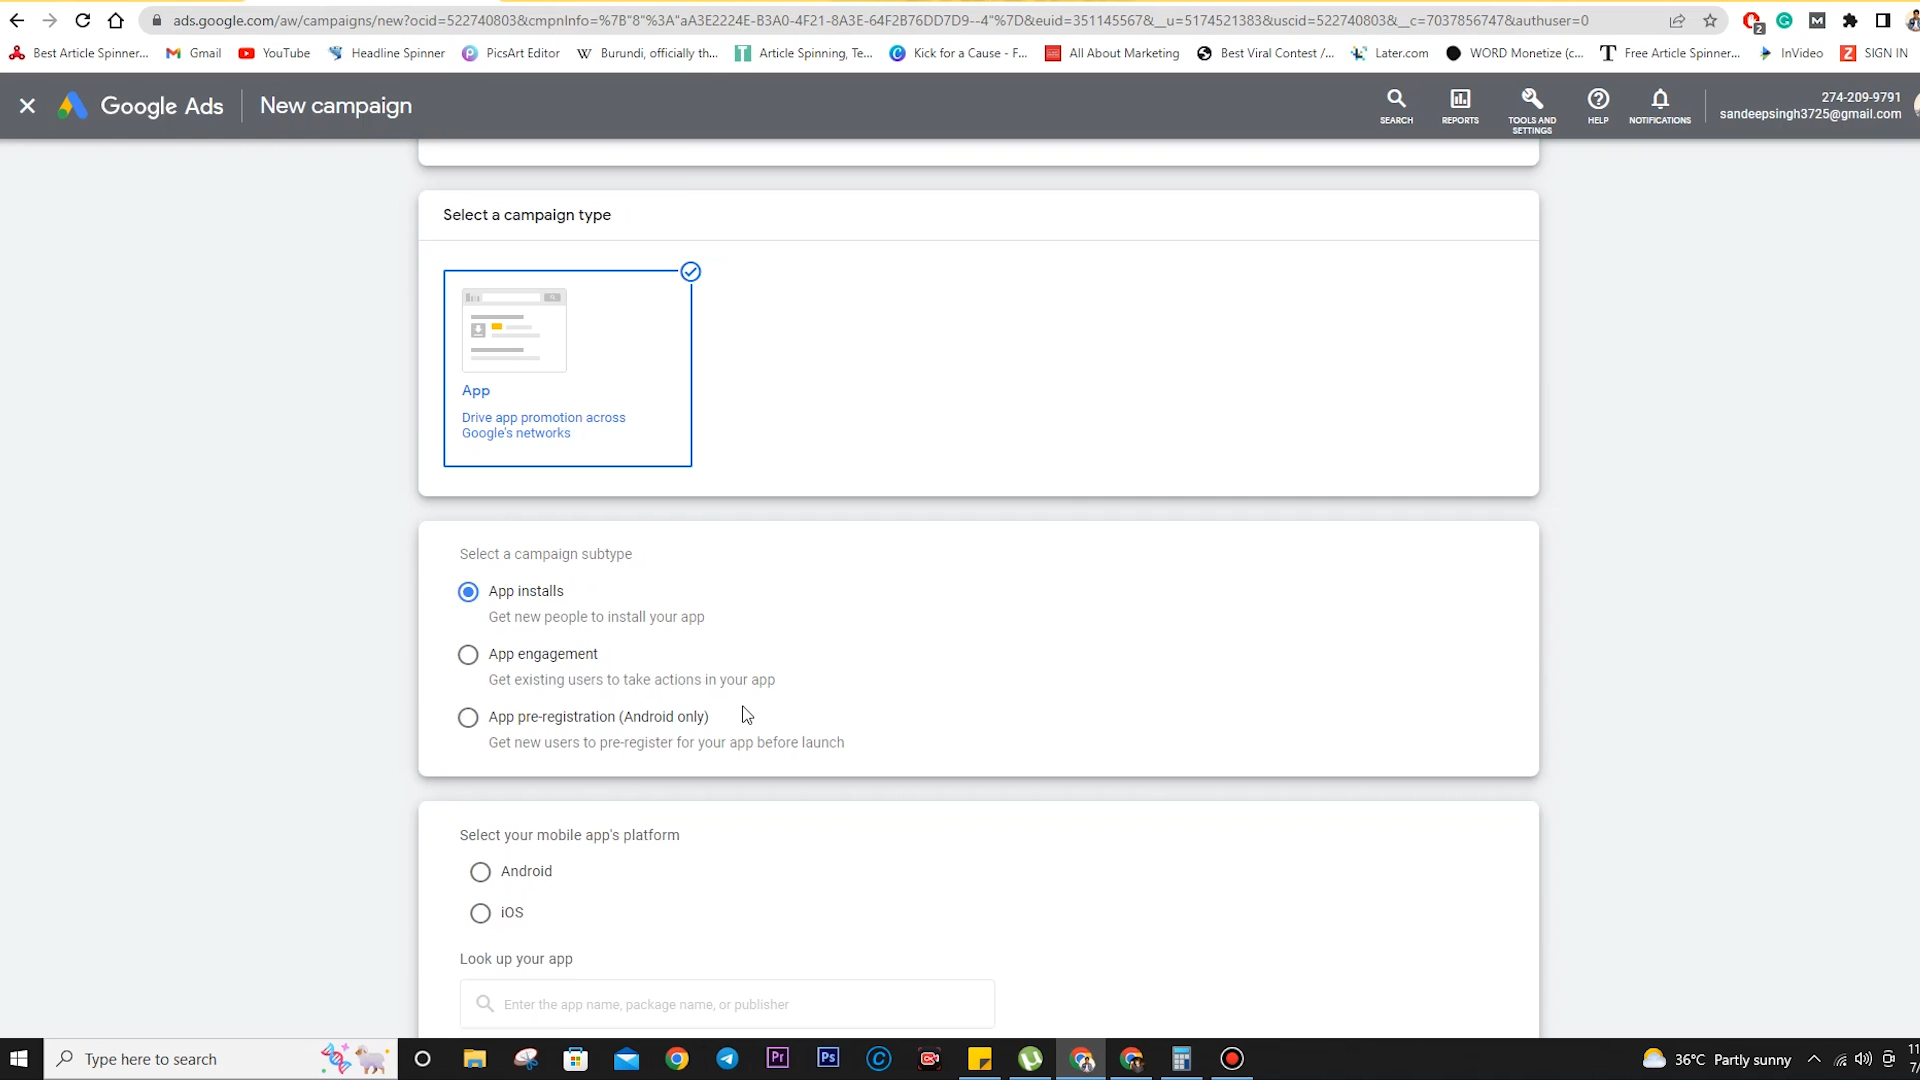 ads.google.com/aw/campaigns/new?ocid=522740803&cmpnInfo=%7B"8"%3A"aA3E2224E-B3A0-4F21-8A3E-64F2B76DD7D9--4"%7D&euid=351145567&__u=5174521383&uscid=522740803&__c=7037856747&authuser=0
2
Best Article Spinner...
Gmail
YouTube
Headline Spinner
PicsArt Editor
Burundi, officially th...
Article Spinning, Te...
Kick for a Cause - F...
All About Marketing
Best Viral Contest /...
Later.com
WORD Monetize (c...
Free Article Spinner...
InVideo
SIGN IN
Google Ads
New campaign
SEARCH
REPORTS
TOOLS AND SETTINGS
HELP
NOTIFICATIONS
274-209-9791
sandeepsingh3725@gmail.com
Select a campaign type
App
Drive app promotion across
Google's networks
Select a campaign subtype
App installs
Get new people to install your app
App engagement
Get existing users to take actions in your app
App pre-registration (Android only)
Get new users to pre-register for your app before launch
Select your mobile app's platform
Android
iOS
Look up your app
Enter the app name, package name, or publisher
Type here to search
Pr
Ps
36°C Partly sunny